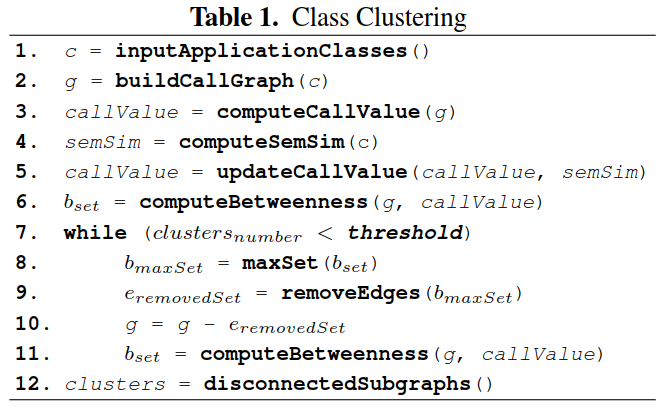 Table 1. Class Clustering
1. c = inputApplicationClasses()
2. g = buildCallGraph(c)
3. callValue = computeCallValue(g)
4. semSim = computeSemSim(c)
5. callValue = updateCallValue(callValue, semSim)
6. b_set = computeBetweenness(g, callValue)
7. while (clusters_number < threshold)
8. b_maxSet = maxSet(b_set)
9. e_removedSet = removeEdges(b_maxSet)
10. g = g - e_removedSet
11. b_set = computeBetweenness(g, callValue)
12. clusters = disconnectedSubgraphs()